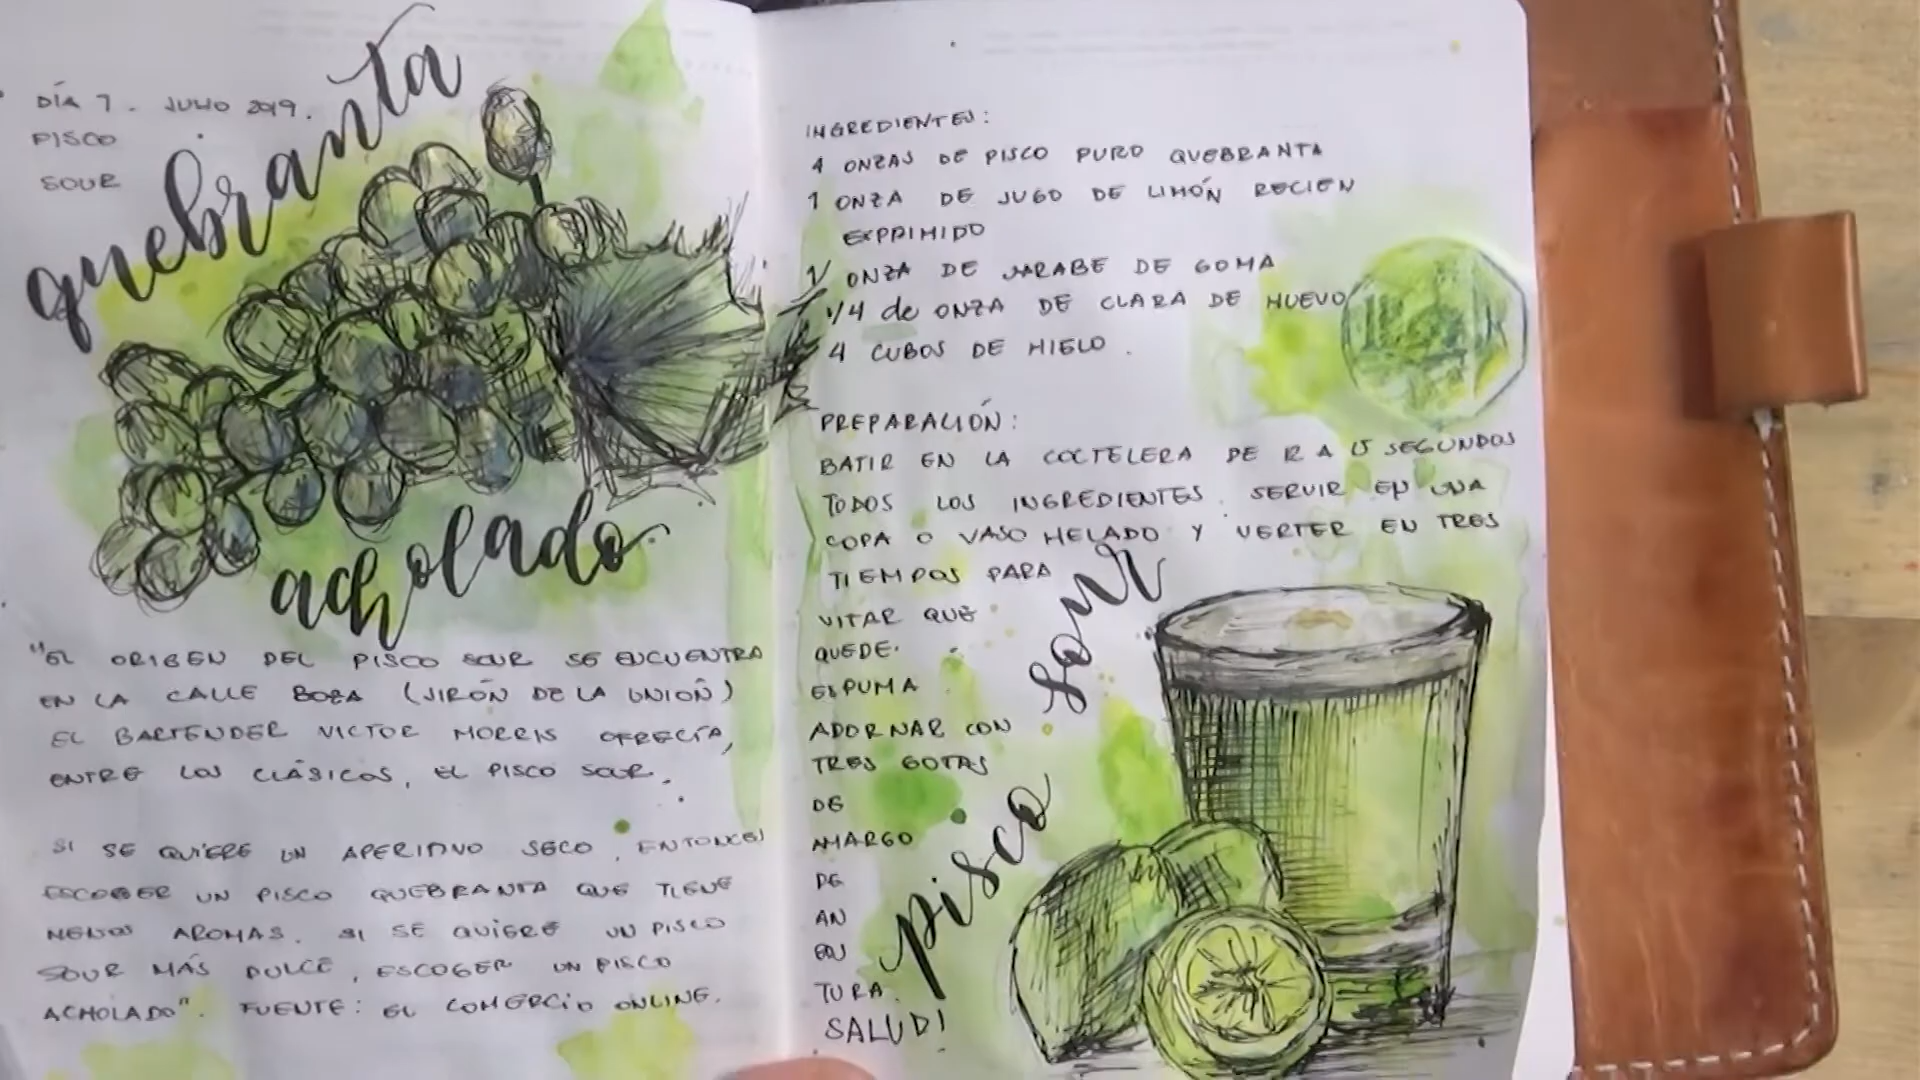 DÍA 7. JULIO 2019.
PISCO
SOUR
quebranta
acholado
"EL ORIGEN DEL PISCO SOUR SE ENCUENTRA
EN LA CALLE BOZA (JIRÓN DE LA UNIÓN)
EL BARTENDER VICTOR MORRIS OFRECÍA,
ENTRE LOS CLÁSICOS, EL PISCO SOUR.
SI SE QUIERE UN APERITIVO SECO, ENTONCES
ESCOGER UN PISCO QUEBRANTA QUE TIENE
MENOS AROMAS. SI SE QUIERE UN PISCO
SOUR MÁS DULCE, ESCOGER UN PISCO
ACHOLADO". FUENTE: EL COMERCIO ONLINE.
INGREDIENTES:
4 ONZAS DE PISCO PURO QUEBRANTA
1 ONZA DE JUGO DE LIMÓN RECIEN
EXPRIMIDO
1/ ONZA DE JARABE DE GOMA
1/4 de ONZA DE CLARA DE HUEVO
4 CUBOS DE HIELO.
PREPARACIÓN:
BATIR EN LA COCTELERA DE 12 A 15 SEGUNDOS
TODOS LOS INGREDIENTES. SERVIR EN UNA
COPA O VASO HELADO Y VERTER EN TRES
TIEMPOS PARA
VITAR QUE
QUEDE.
ESPUMA
ADORNAR CON
TRES GOTAS
DE
AMARGO
DE
AN
GU
TURA.
SALUD!
pisco sour